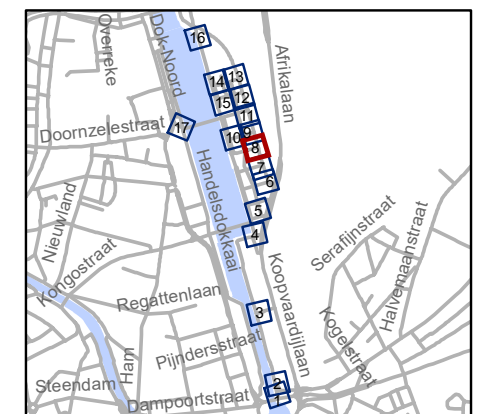 Overreke
Dok-Noord
16
Afrikalaan
14
13
15
12
11
Doornzelestraat
17
10
9
8
7
6
Handelsdokkaai
Nieuwland
5
4
Serafijnstraat
Halvemaanstraat
Kongostraat
Koopvaardijlaan
Regattenlaan
3
Kogelstraat
Pijndersstraat
Ham
Steendam
2
1
Dampoortstraat